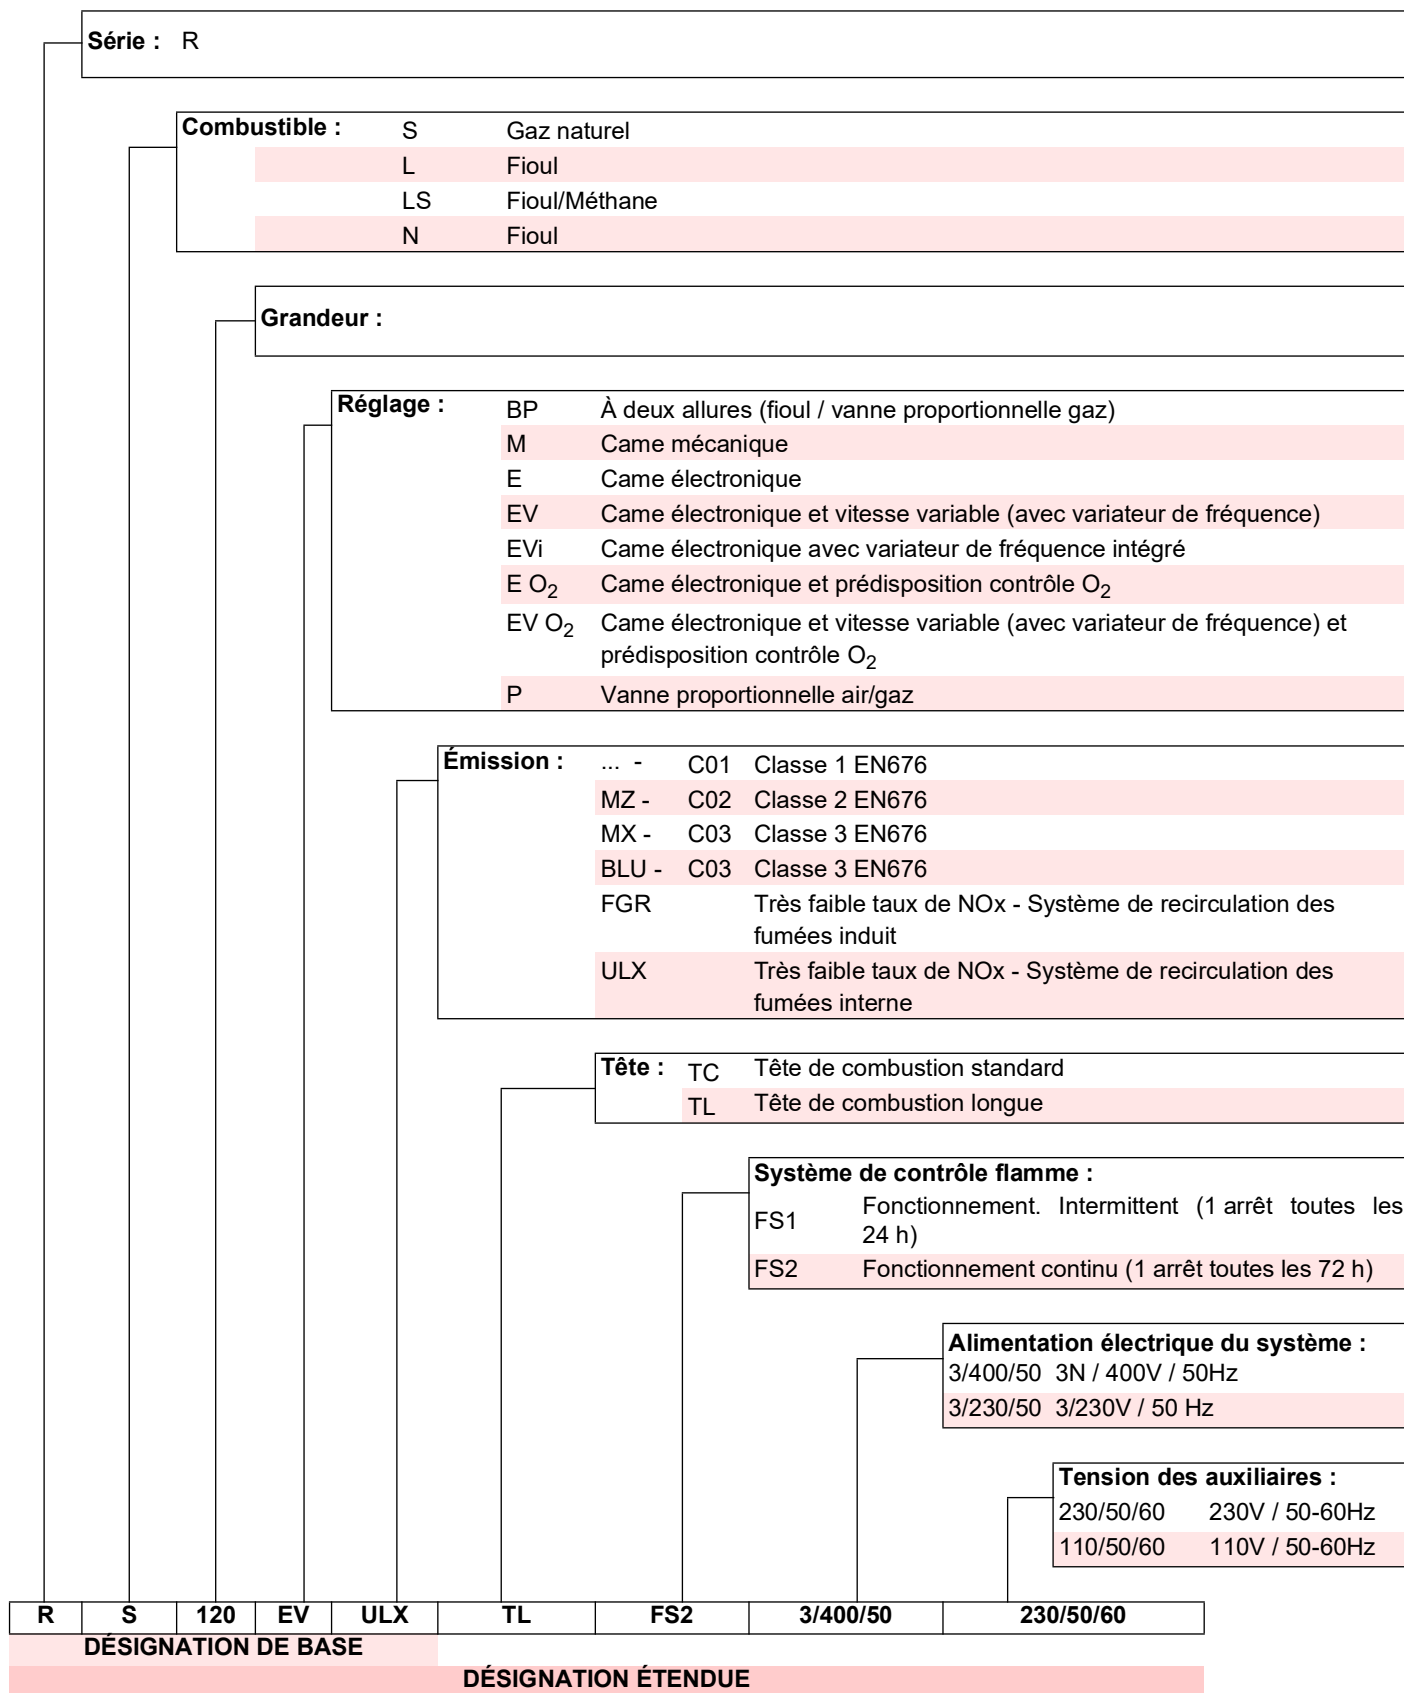 Série : R
Combustible : S Gaz naturel
L Fioul
LS Fioul/Méthane
N Fioul
Grandeur :
Réglage : BP À deux allures (fioul / vanne proportionnelle gaz)
M Came mécanique
E Came électronique
EV Came électronique et vitesse variable (avec variateur de fréquence)
EVi Came électronique avec variateur de fréquence intégré
E O2 Came électronique et prédisposition contrôle O2
EV O2 Came électronique et vitesse variable (avec variateur de fréquence) et
prédisposition contrôle O2
P Vanne proportionnelle air/gaz
Émission : ... - C01 Classe 1 EN676
MZ - C02 Classe 2 EN676
MX - C03 Classe 3 EN676
BLU - C03 Classe 3 EN676
FGR Très faible taux de NOx - Système de recirculation des
fumées induit
ULX Très faible taux de NOx - Système de recirculation des
fumées interne
Tête : TC Tête de combustion standard
TL Tête de combustion longue
Système de contrôle flamme :
FS1 Fonctionnement. Intermittent (1 arrêt toutes les
24 h)
FS2 Fonctionnement continu (1 arrêt toutes les 72 h)
Alimentation électrique du système :
3/400/50 3N / 400V / 50Hz
3/230/50 3/230V / 50 Hz
Tension des auxiliaires :
230/50/60 230V / 50-60Hz
110/50/60 110V / 50-60Hz
R S 120 EV ULX TL FS2 3/400/50 230/50/60
DÉSIGNATION DE BASE
DÉSIGNATION ÉTENDUE